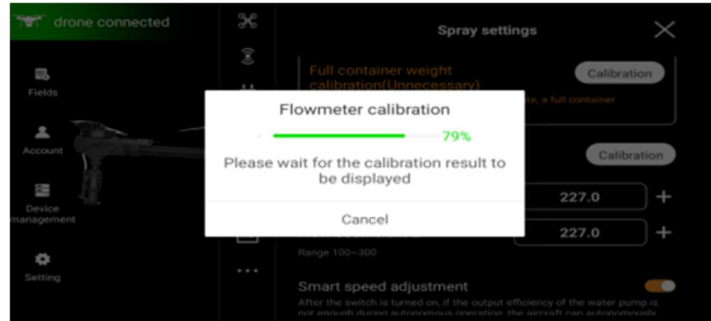 drone connected
Spray settings
Fields
Account
Device
management
Setting
Full container weight
calibration(Unnecessary)
Calibration
a full container
Flowmeter calibration
79%
Please wait for the calibration result to
be displayed
Cancel
Calibration
227.0 +
227.0 +
Range 100~300
Smart speed adjustment
After the switch is turned on, if the output efficiency of the water pump is
not enough during autonomous operation, the aircraft can autonomously